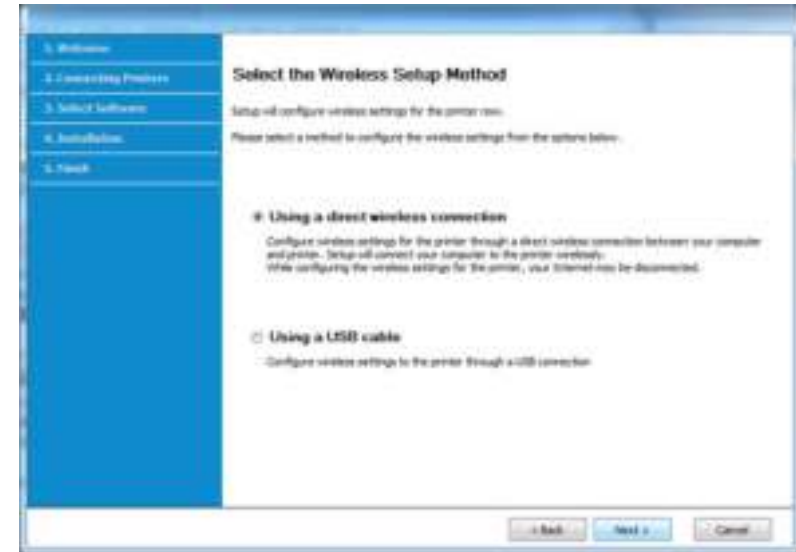 1. Welcome
2. Connecting Printers
3. Select Software
4. Installation
5. Finish
Select the Wireless Setup Method
Setup will configure wireless settings for the printer now.
Please select a method to configure the wireless settings from the options below.
Using a direct wireless connection
Configure wireless settings for the printer through a direct wireless connection between your computer
and printer. Setup will connect your computer to the printer wirelessly.
While configuring the wireless settings for the printer, your Internet may be disconnected.
Using a USB cable
Configure wireless settings to the printer through a USB connection
< Back
Next >
Cancel